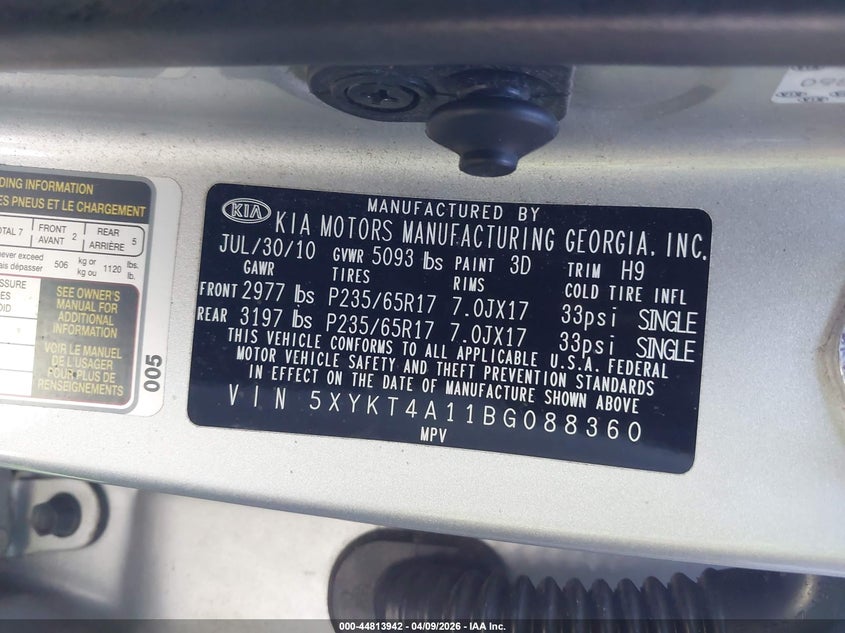 DING INFORMATION
ES PNEUS ET LE CHARGEMENT
TOTAL 7 FRONT AVANT 2 REAR ARRIÈRE 5
never exceed
ais dépasser 506 kg or kg ou 1120 lbs. lb.
SEE OWNER'S
MANUAL FOR
ADDITIONAL
INFORMATION
VOIR LE MANUEL
DE L'USAGER
POUR PLUS DE
RENSEIGNEMENTS
005
MANUFACTURED BY
KIA KIA MOTORS MANUFACTURING GEORGIA, INC.
JUL/30/10 GVWR 5093 lbs PAINT 3D TRIM H9
GAWR TIRES RIMS COLD TIRE INFL
FRONT 2977 lbs P235/65R17 7.0JX17 33psi SINGLE
REAR 3197 lbs P235/65R17 7.0JX17 33psi SINGLE
THIS VEHICLE CONFORMS TO ALL APPLICABLE U.S.A. FEDERAL
MOTOR VEHICLE SAFETY AND THEFT PREVENTION STANDARDS
IN EFFECT ON THE DATE OF MANUFACTURE SHOWN ABOVE
VIN 5XYKT4A11BG088360
MPV
000-44813942 - 04/09/2026 - IAA Inc.